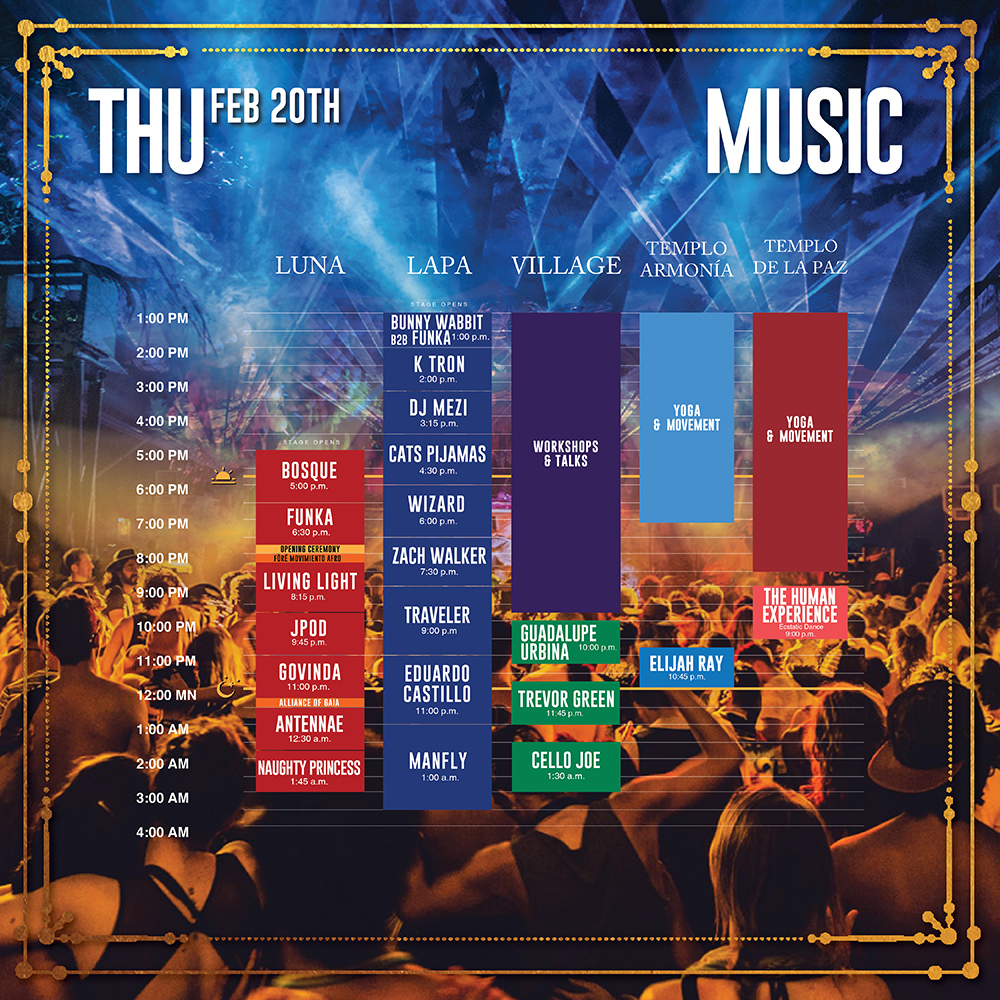 THU FEB 20TH
MUSIC
LUNA
LAPA
VILLAGE
TEMPLO
ARMONÍA
TEMPLO
DE LA PAZ
1:00 PM
2:00 PM
3:00 PM
4:00 PM
5:00 PM
6:00 PM
7:00 PM
8:00 PM
9:00 PM
10:00 PM
11:00 PM
12:00 MN
1:00 AM
2:00 AM
3:00 AM
4:00 AM
STAGE OPENS
BOSQUE
5:00 p.m.
FUNKA
6:30 p.m.
OPENING CEREMONY
FORÉ MOVIMIENTO AFRO
LIVING LIGHT
8:15 p.m.
JPOD
9:45 p.m.
GOVINDA
11:00 p.m.
ALLIANCE OF GAIA
ANTENNAE
12:30 a.m.
NAUGHTY PRINCESS
1:45 a.m.
STAGE OPENS
BUNNY WABBIT
B2B FUNKA 1:00 p.m.
K TRON
2:00 p.m.
DJ MEZI
3:15 p.m.
CATS PIJAMAS
4:30 p.m.
WIZARD
6:00 p.m.
ZACH WALKER
7:30 p.m.
TRAVELER
9:00 p.m
EDUARDO
CASTILLO
11:00 p.m.
MANFLY
1:00 a.m.
WORKSHOPS
& TALKS
GUADALUPE
URBINA 10:00 p.m.
TREVOR GREEN
11:45 p.m.
CELLO JOE
1:30 a.m.
YOGA
& MOVEMENT
ELIJAH RAY
10:45 p.m.
YOGA
& MOVEMENT
THE HUMAN
EXPERIENCE
Ecstatic Dance
9:00 p.m.